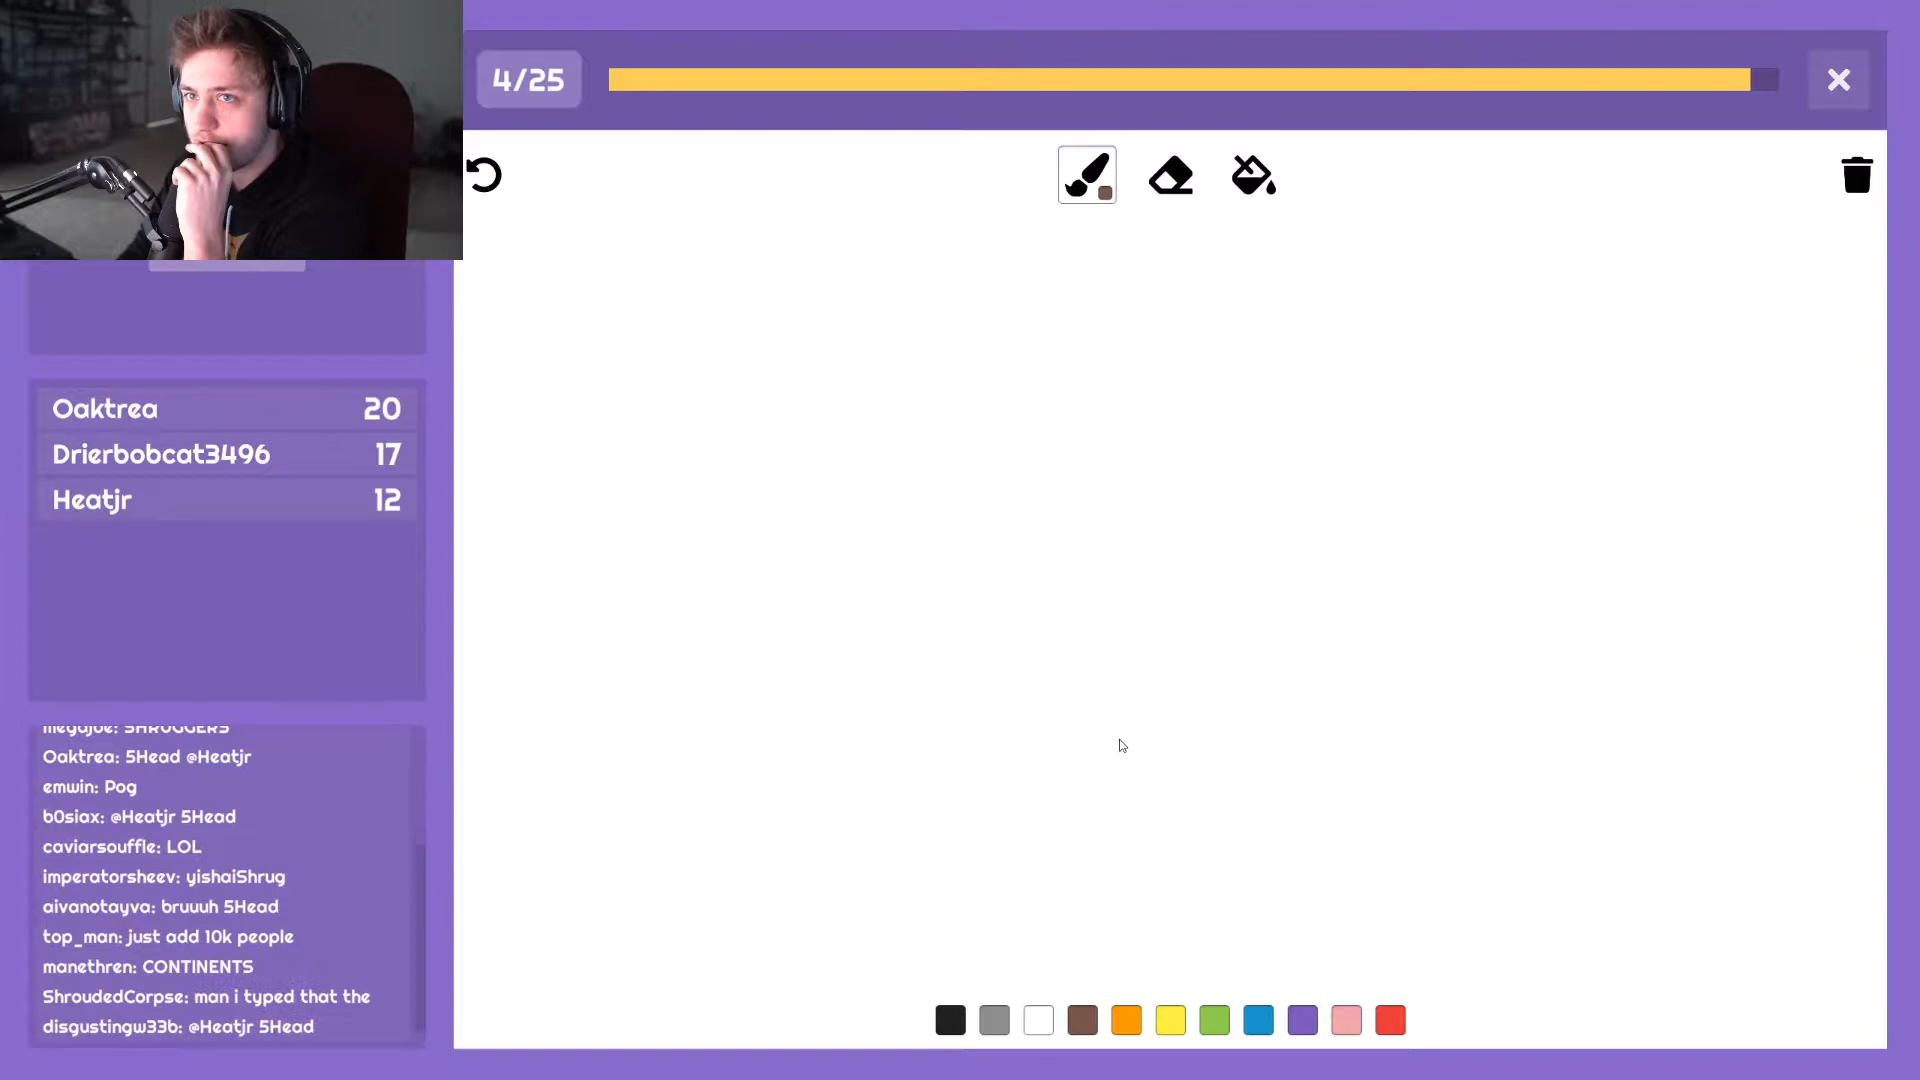 4/25
Oaktrea 20
Drierbobcat3496 17
Heatjr 12
megajoe: SHRUGGERS
Oaktrea: 5Head @Heatjr
emwin: Pog
b0siax: @Heatjr 5Head
caviarsouffle: LOL
imperatorsheev: yishaiShrug
aivanotayva: bruuuh 5Head
top_man: just add 10k people
manethren: CONTINENTS
ShroudedCorpse: man i typed that the
disgustingw33b: @Heatjr 5Head